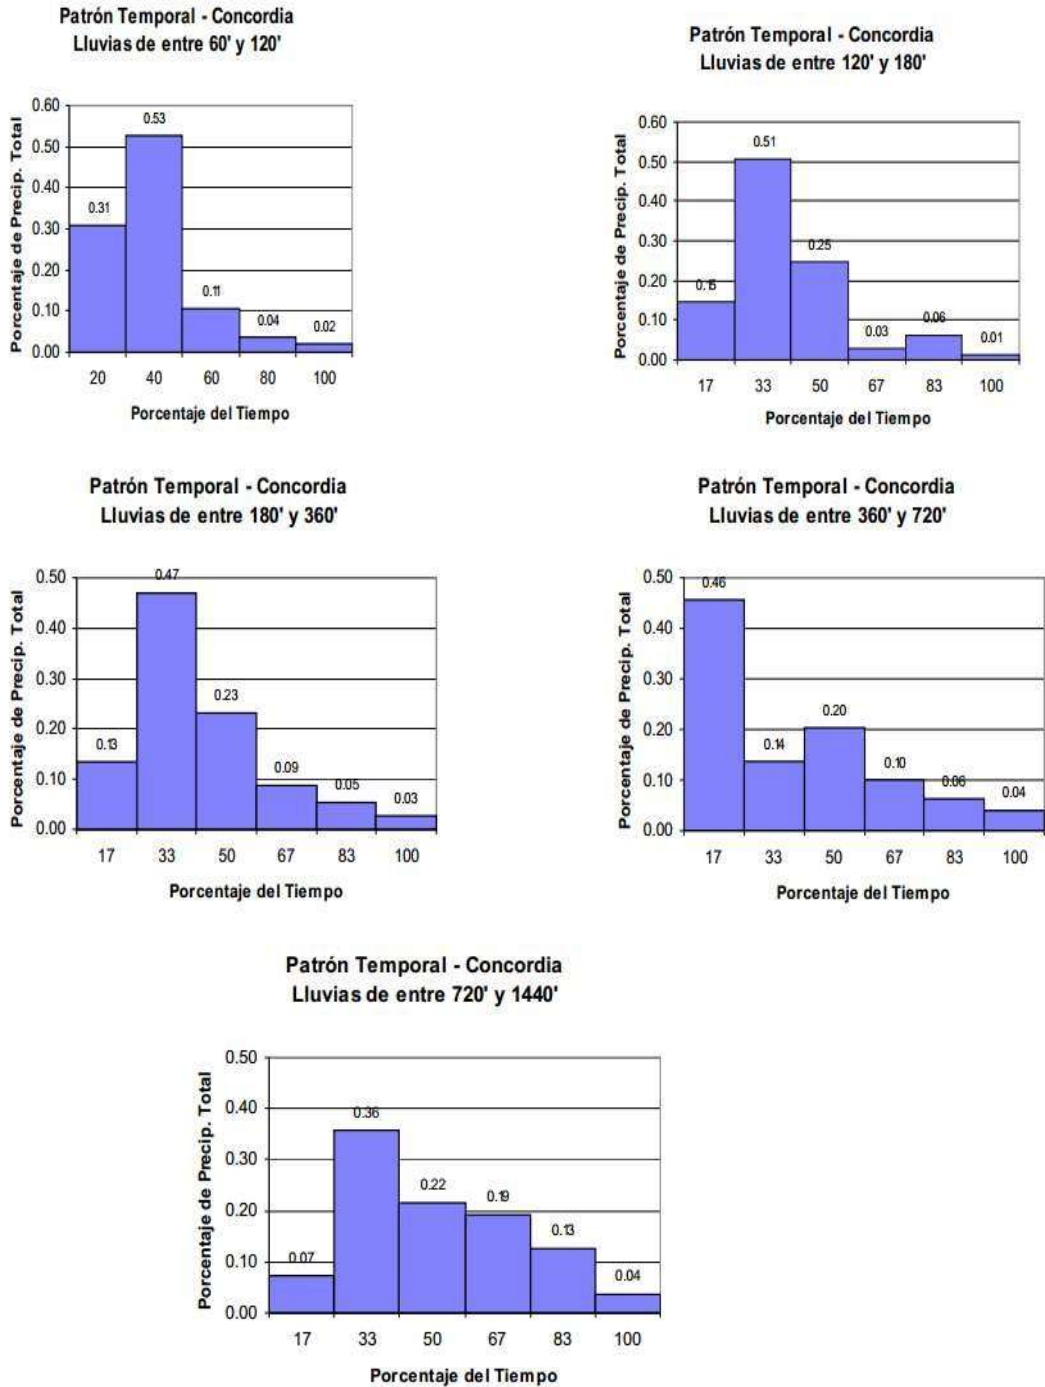 Patrón Temporal - Concordia
Lluvias de entre 60' y 120'
Porcentaje de Precip. Total
0.60
0.50
0.40
0.30
0.20
0.10
0.00
0.31
0.53
0.11
0.04
0.02
20 40 60 80 100
Porcentaje del Tiempo
Patrón Temporal - Concordia
Lluvias de entre 120' y 180'
Porcentaje de Precip. Total
0.60
0.50
0.40
0.30
0.20
0.10
0.00
0.15
0.51
0.25
0.03
0.06
0.01
17 33 50 67 83 100
Porcentaje del Tiempo
Patrón Temporal - Concordia
Lluvias de entre 180' y 360'
Porcentaje de Precip. Total
0.50
0.40
0.30
0.20
0.10
0.00
0.13
0.47
0.23
0.09
0.05
0.03
17 33 50 67 83 100
Porcentaje del Tiempo
Patrón Temporal - Concordia
Lluvias de entre 360' y 720'
Porcentaje de Precip. Total
0.50
0.40
0.30
0.20
0.10
0.00
0.46
0.14
0.20
0.10
0.06
0.04
17 33 50 67 83 100
Porcentaje del Tiempo
Patrón Temporal - Concordia
Lluvias de entre 720' y 1440'
Porcentaje de Precip. Total
0.50
0.40
0.30
0.20
0.10
0.00
0.07
0.36
0.22
0.19
0.13
0.04
17 33 50 67 83 100
Porcentaje del Tiempo